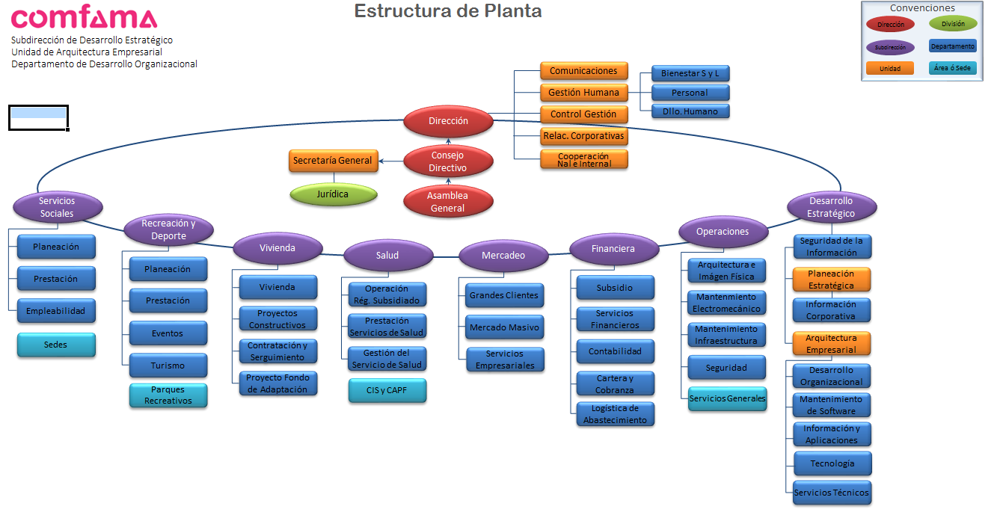 comfama
Subdirección de Desarrollo Estratégico
Unidad de Arquitectura Empresarial
Departamento de Desarrollo Organizacional
Estructura de Planta
Convenciones
Dirección
División
Subdirección
Departamento
Unidad
Área ó Sede
Comunicaciones
Gestión Humana
Control Gestión
Relac. Corporativas
Cooperación
Nal e Internal
Bienestar S y L
Personal
Dllo. Humano
Dirección
Consejo
Directivo
Asamblea
General
Secretaría General
Jurídica
Servicios
Sociales
Planeación
Prestación
Empleabilidad
Sedes
Recreación y
Deporte
Planeación
Prestación
Eventos
Turismo
Parques
Recreativos
Vivienda
Vivienda
Proyectos
Constructivos
Contratación y
Serguimiento
Proyecto Fondo
de Adaptación
Salud
Operación
Rég. Subsidiado
Prestación
Servicios de Salud
Gestión del
Servicio de Salud
CIS y CAPF
Mercadeo
Grandes Clientes
Mercado Masivo
Servicios
Empresariales
Financiera
Subsidio
Servicios
Financieros
Contabilidad
Cartera y
Cobranza
Logística de
Abastecimiento
Operaciones
Arquitectura e
Imágen Física
Mantenmiento
Electromecánico
Mantenimiento
Infraestructura
Seguridad
Servicios Generales
Desarrollo
Estratégico
Seguridad de la
Información
Planeación
Estratégica
Información
Corporativa
Arquitectura
Empresarial
Desarrollo
Organizacional
Mantenimiento
de Software
Información y
Aplicaciones
Tecnología
Servicios Técnicos